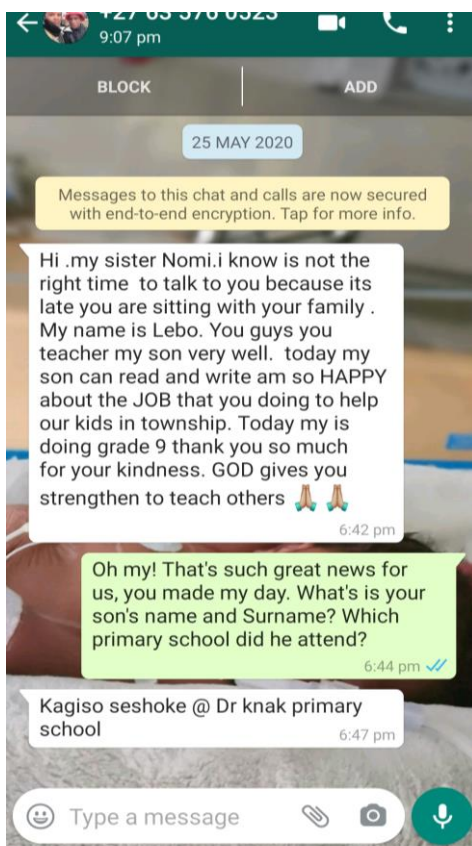 9:07 pm
BLOCK
ADD
25 MAY 2020
Messages to this chat and calls are now secured
with end-to-end encryption. Tap for more info.
Hi .my sister Nomi.i know is not the
right time to talk to you because its
late you are sitting with your family .
My name is Lebo. You guys you
teacher my son very well. today my
son can read and write am so HAPPY
about the JOB that you doing to help
our kids in township. Today my is
doing grade 9 thank you so much
for your kindness. GOD gives you
strengthen to teach others 🙏🏼 🙏🏼
6:42 pm
Oh my! That's such great news for
us, you made my day. What's is your
son's name and Surname? Which
primary school did he attend?
6:44 pm
Kagiso seshoke @ Dr knak primary
school
6:47 pm
Type a message